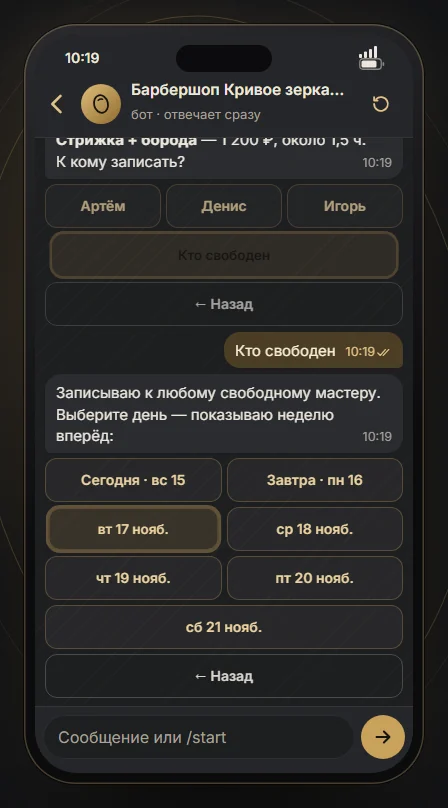 10:19
Барбершоп Кривое зерка...
бот · отвечает сразу
Стрижка + борода — 1 200 ₽, около 1,5 ч.
К кому записать?
10:19
Артём
Денис
Игорь
Кто свободен
← Назад
Кто свободен 10:19
Записываю к любому свободному мастеру.
Выберите день — показываю неделю
вперёд:
10:19
Сегодня · вс 15
Завтра · пн 16
вт 17 нояб.
ср 18 нояб.
чт 19 нояб.
пт 20 нояб.
сб 21 нояб.
← Назад
Сообщение или /start